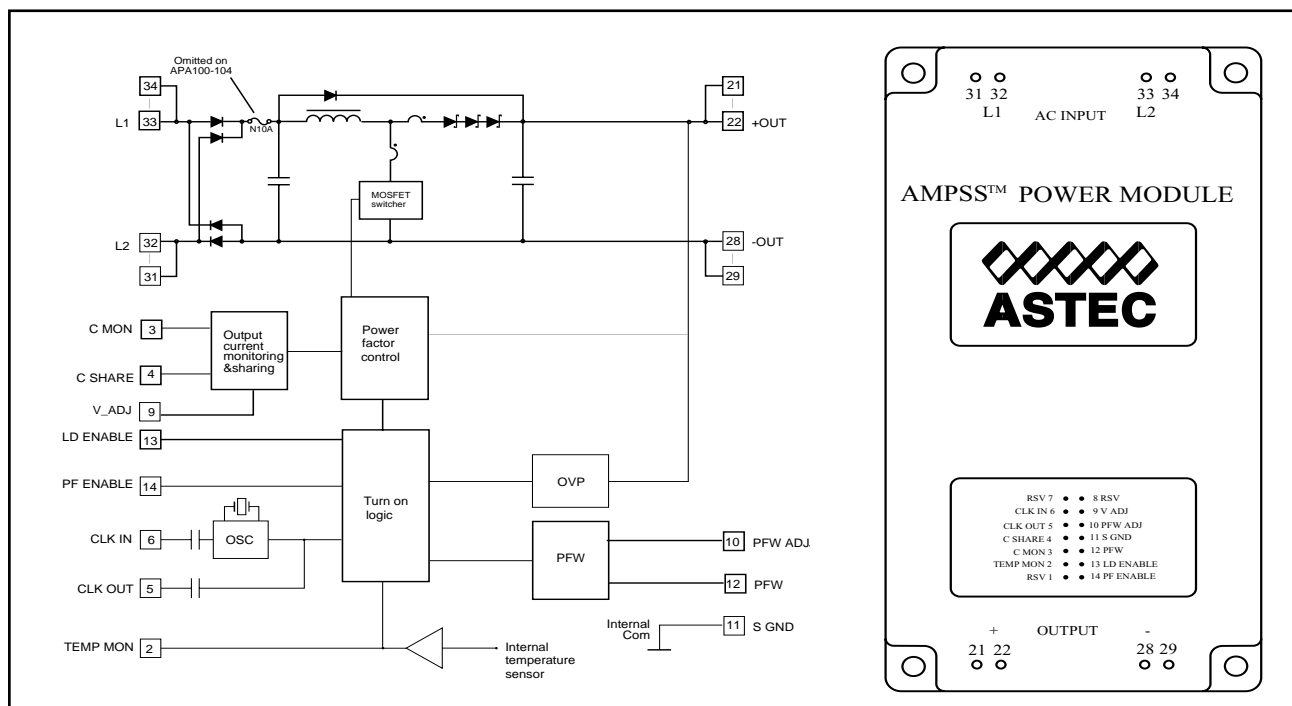 Omitted on
APA100-104
34
L1 33
N10A
21
22 +OUT
MOSFET
switcher
L2 32
31
28 -OUT
29
C MON 3
C SHARE 4
V_ADJ 9
LD ENABLE 13
PF ENABLE 14
CLK IN 6
CLK OUT 5
TEMP MON 2
Output
current
monitoring
&sharing
Power
factor
control
Turn on
logic
OSC
OVP
PFW
10 PFW ADJ
12 PFW
Internal
Com
11 S GND
Internal
temperature
sensor
31 32 33 34
L1 AC INPUT L2
AMPSS™ POWER MODULE
ASTEC
RSV 7 8 RSV
CLK IN 6 9 V ADJ
CLK OUT 5 10 PFW ADJ
C SHARE 4 11 S GND
C MON 3 12 PFW
TEMP MON 2 13 LD ENABLE
RSV 1 14 PF ENABLE
+ OUTPUT -
21 22 28 29